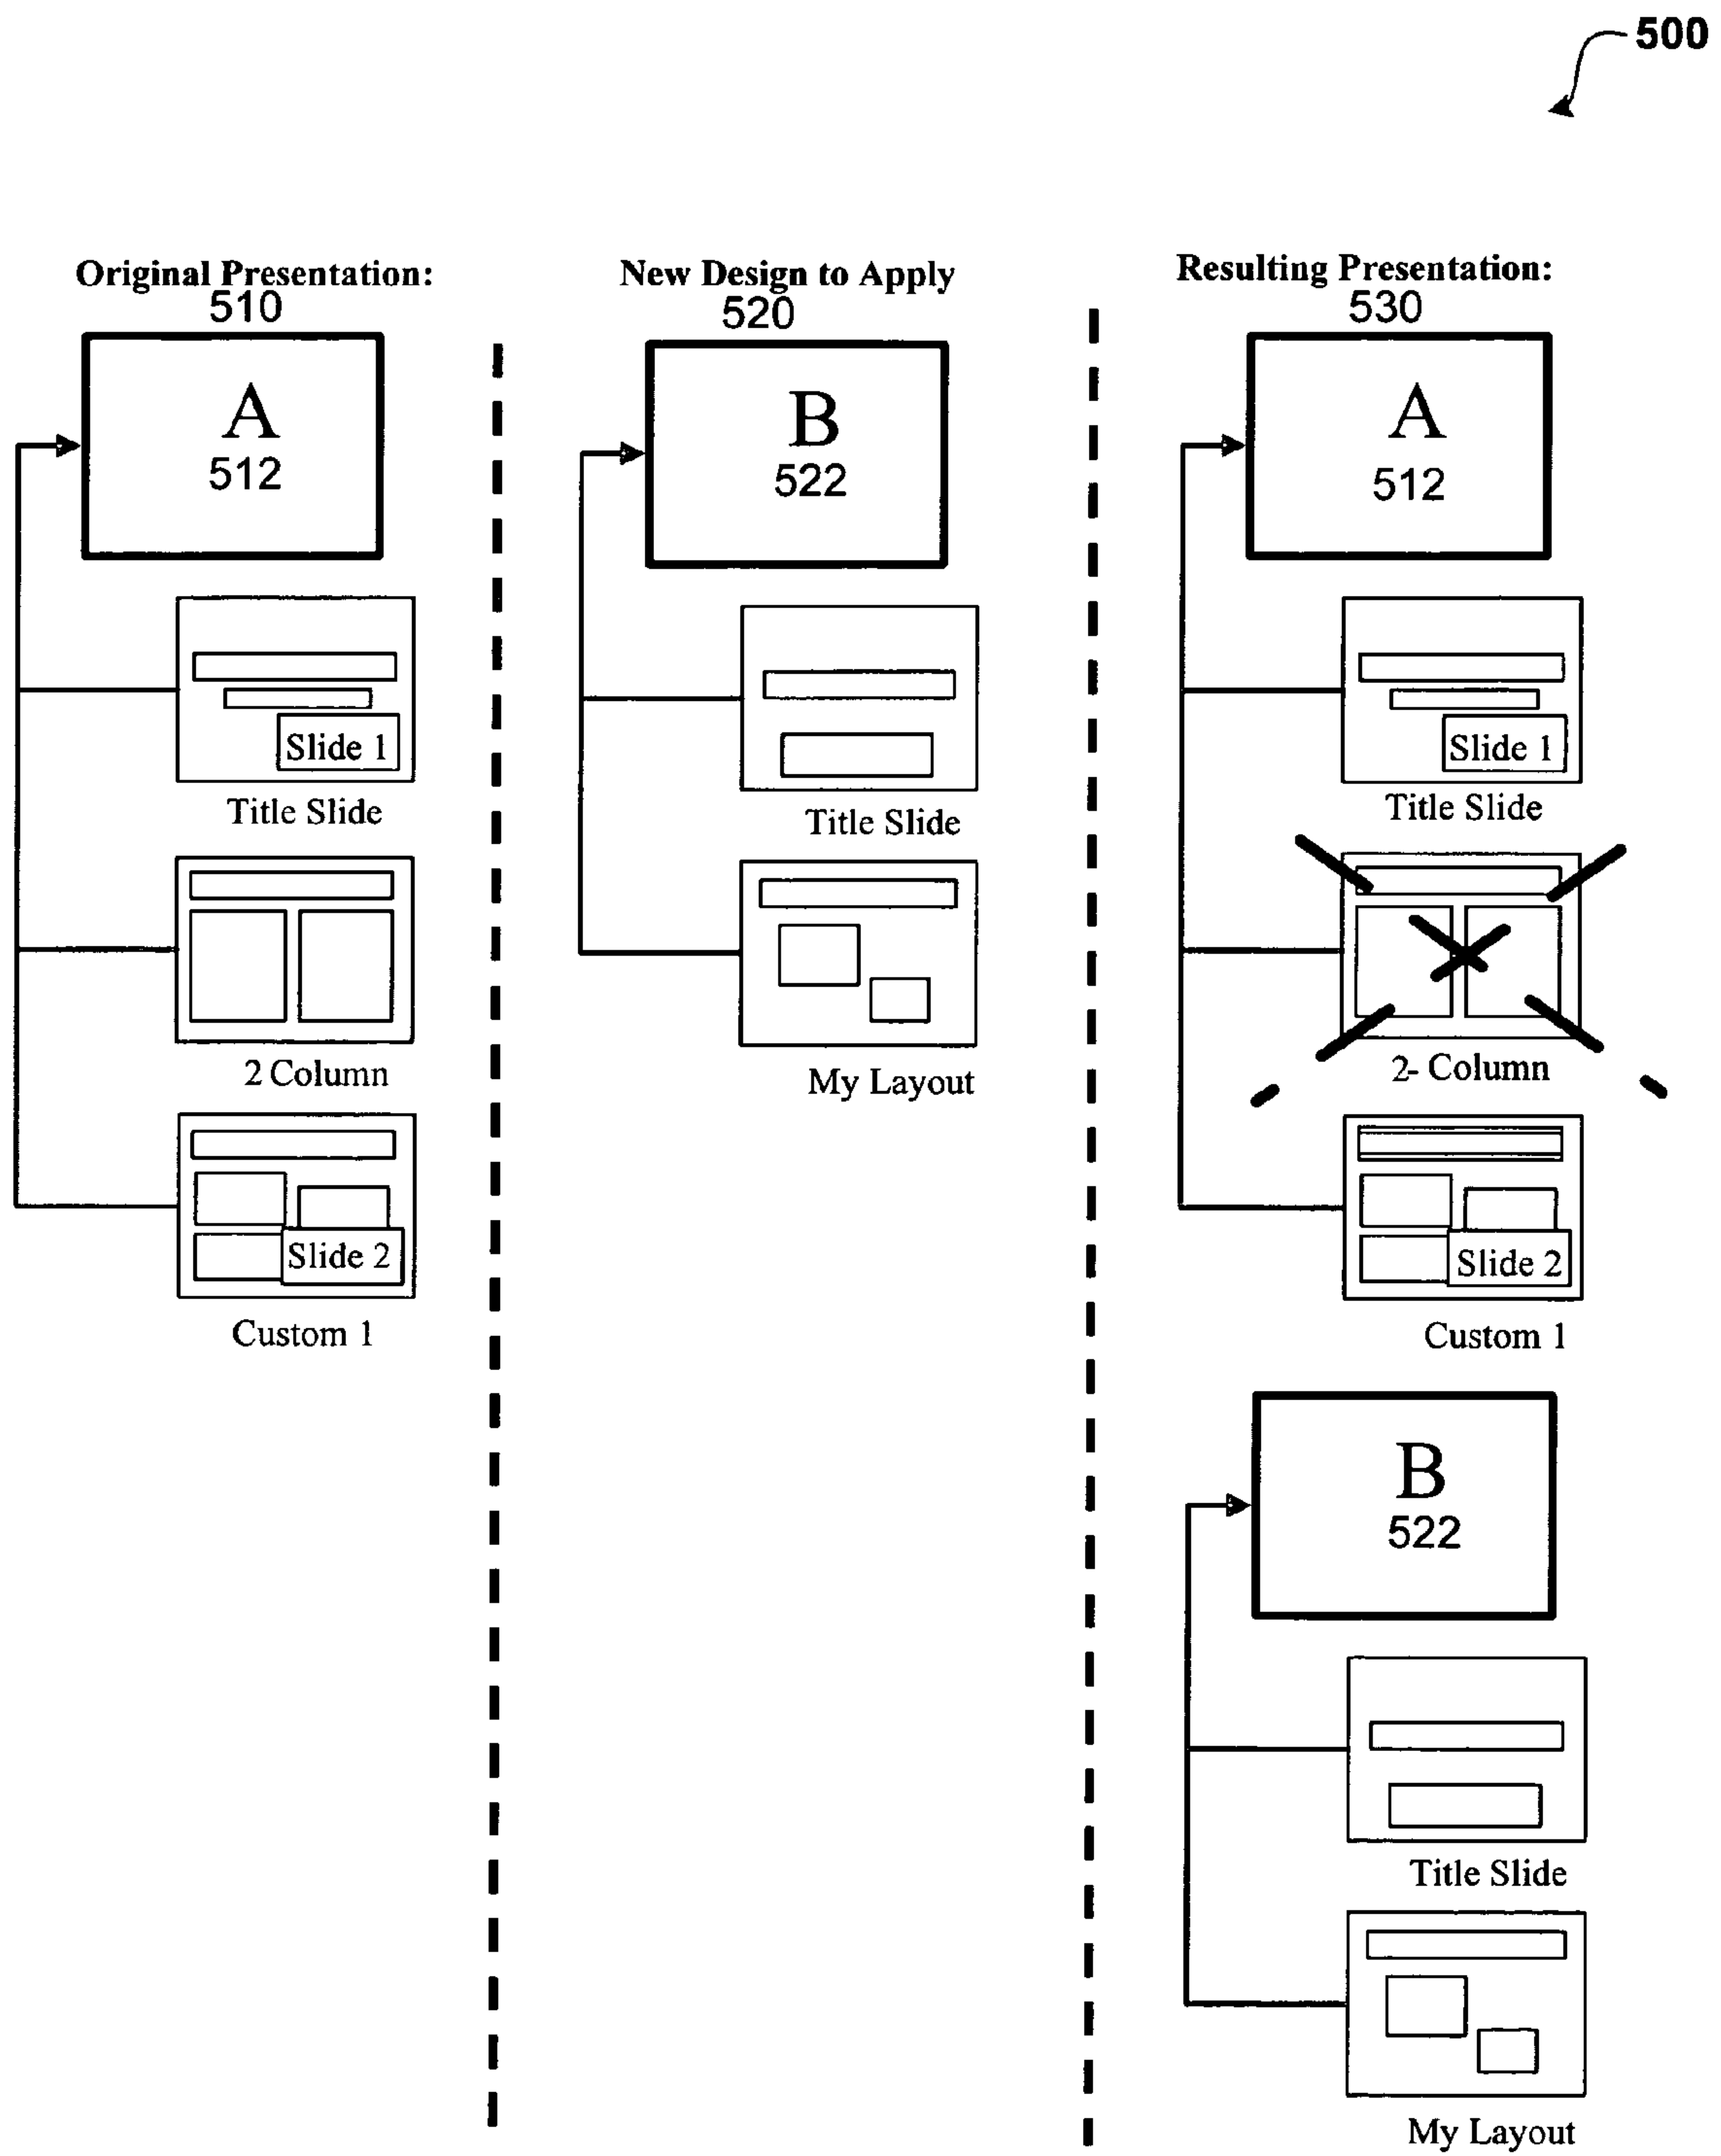 500
Original Presentation:
510
A
512
Slide 1
Title Slide
2 Column
Slide 2
Custom 1
New Design to Apply
520
B
522
Title Slide
My Layout
Resulting Presentation:
530
A
512
Slide 1
Title Slide
2- Column
Slide 2
Custom 1
B
522
Title Slide
My Layout